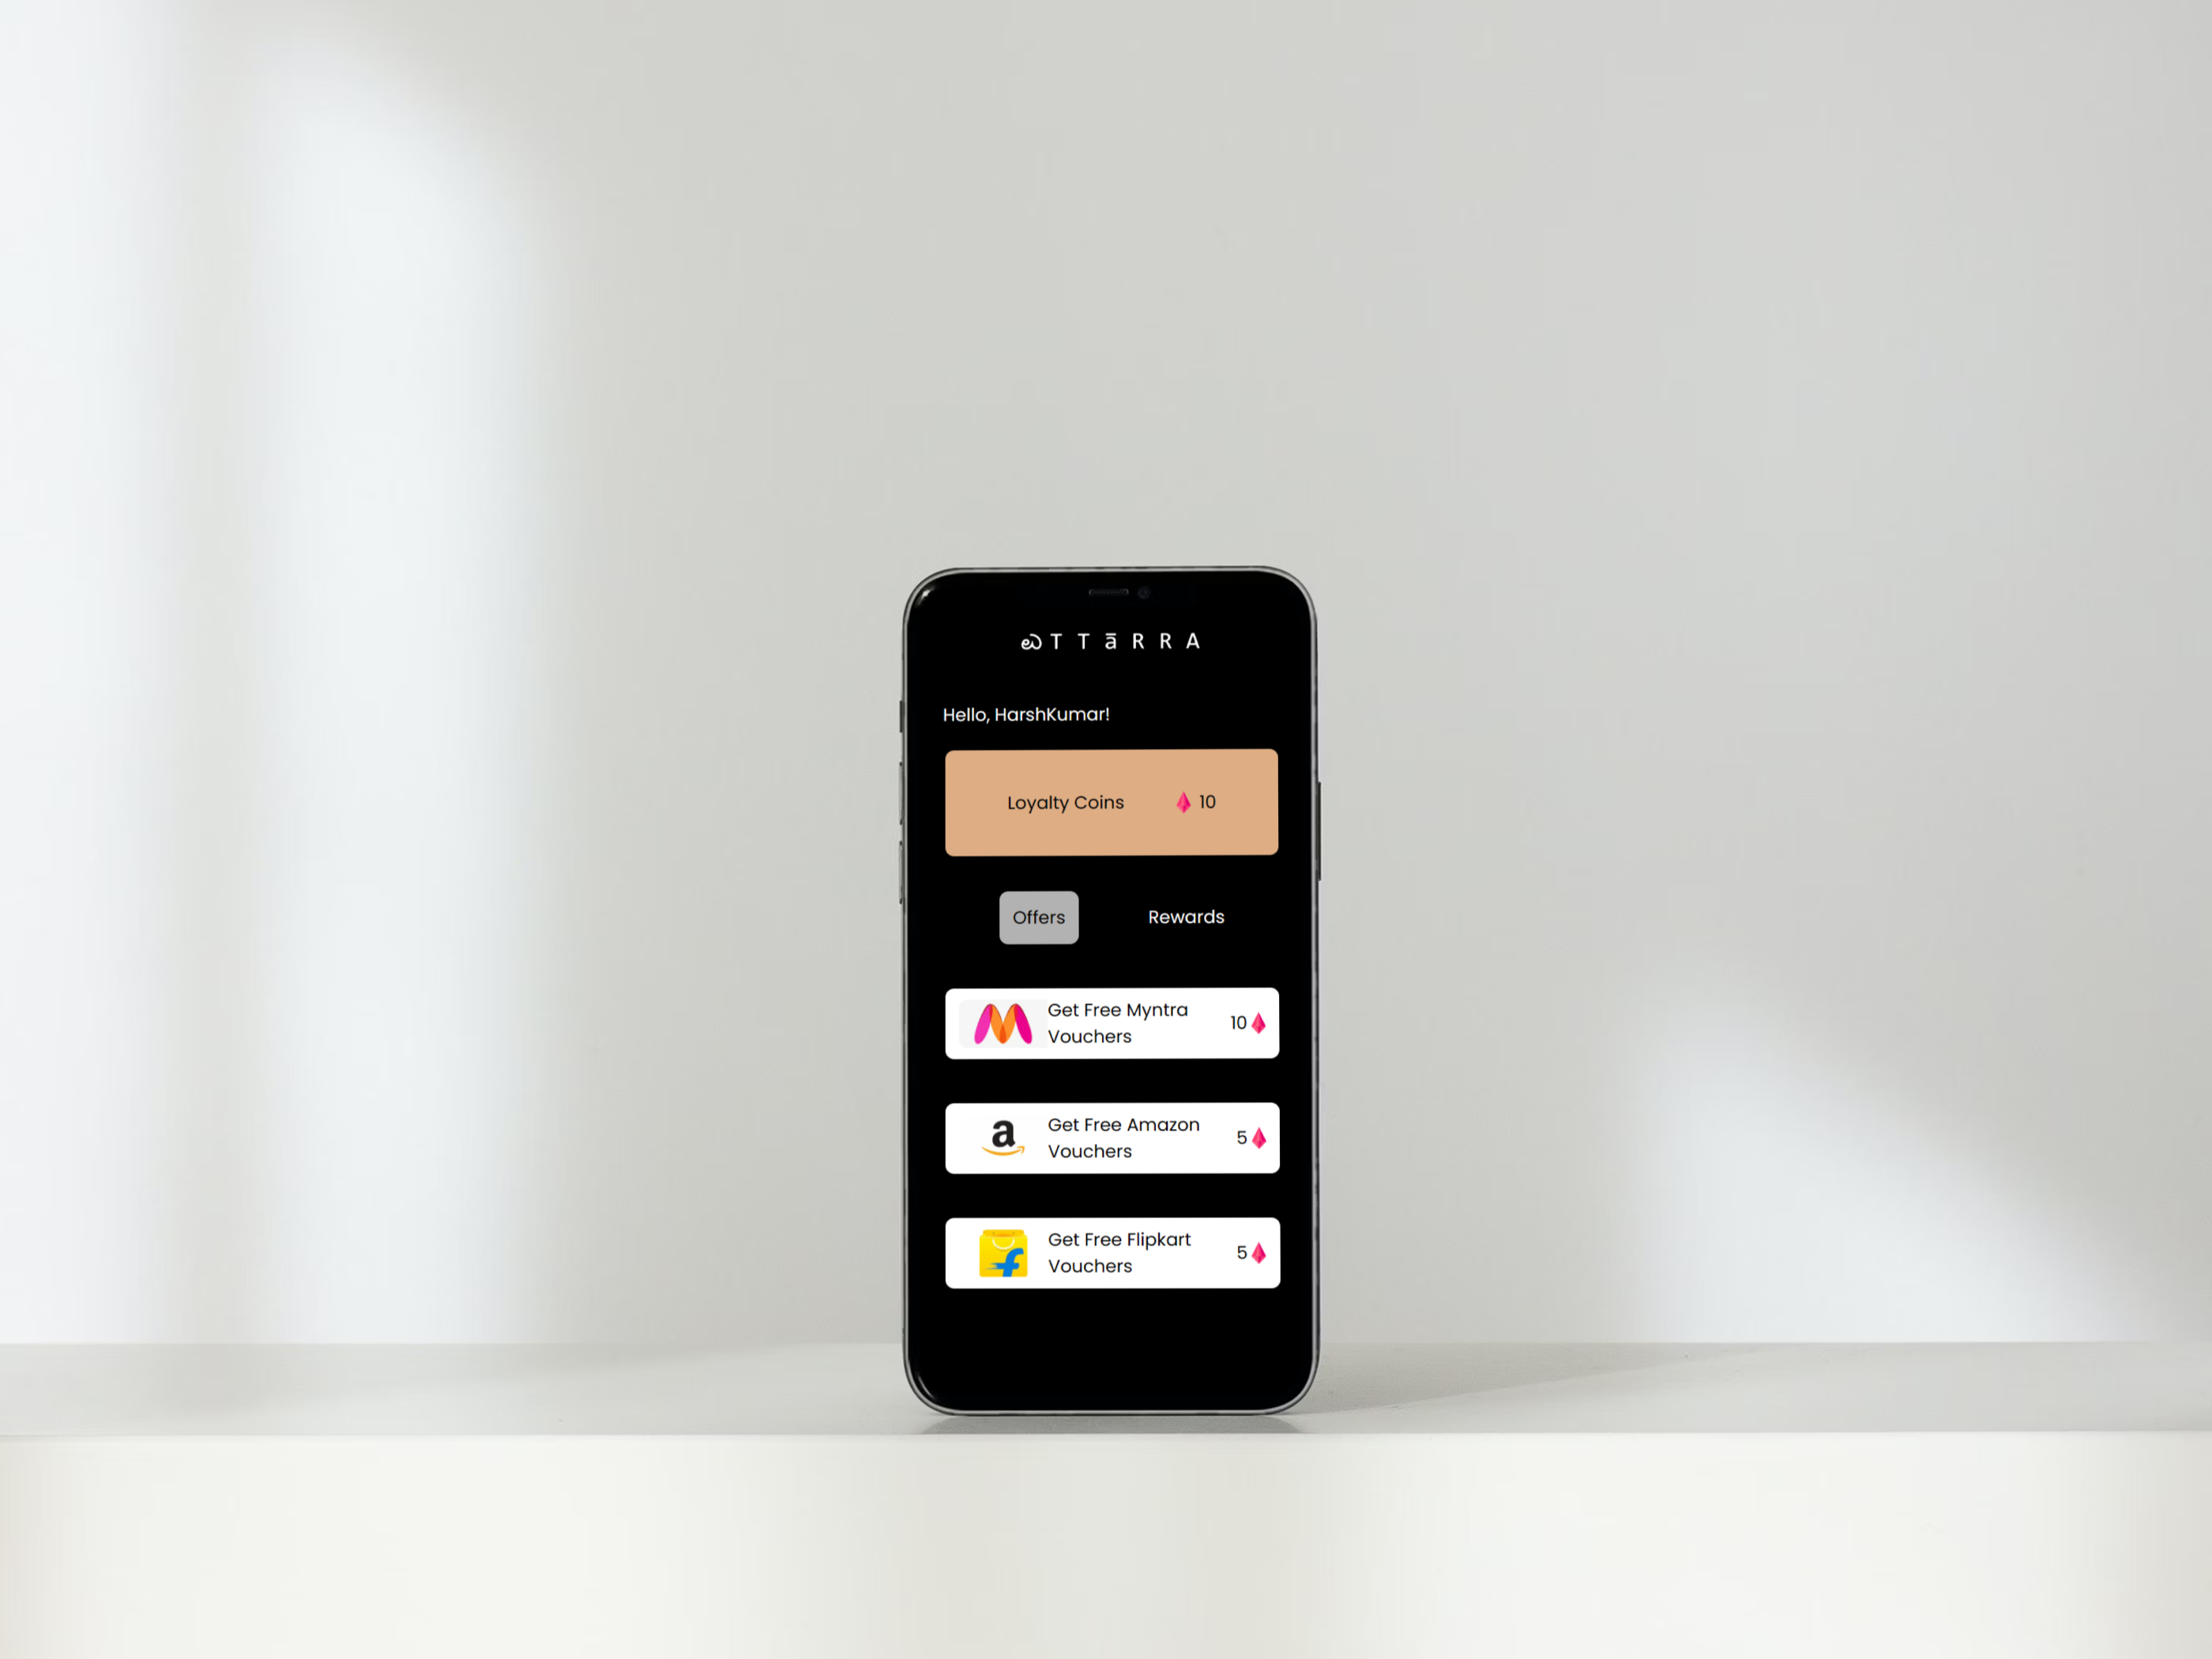 లTTāRRA
Hello, HarshKumar!
Loyalty Coins 10
Offers Rewards
Get Free Myntra
Vouchers
10
a
Get Free Amazon
Vouchers
5
f
Get Free Flipkart
Vouchers
5